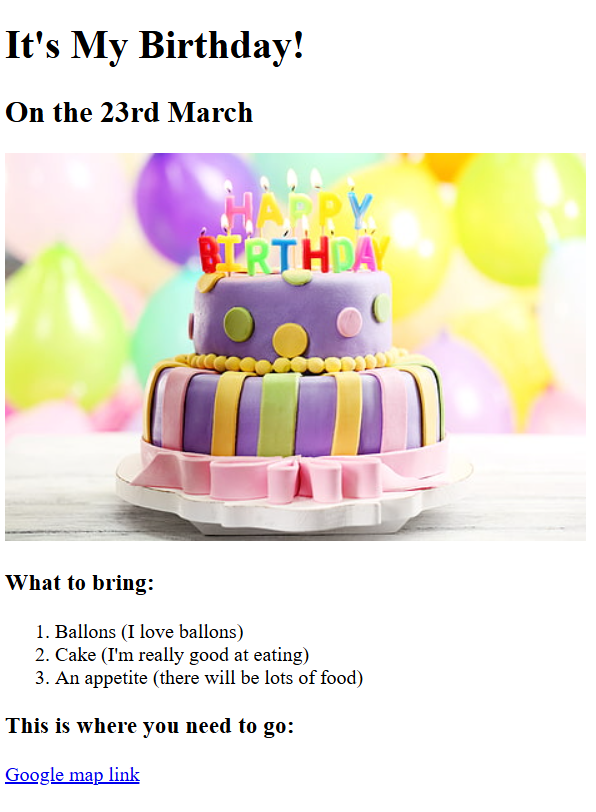 It's My Birthday!
On the 23rd March
HAPPY
BIRTHDAY
What to bring:
1. Ballons (I love ballons)
2. Cake (I'm really good at eating)
3. An appetite (there will be lots of food)
This is where you need to go:
Google map link